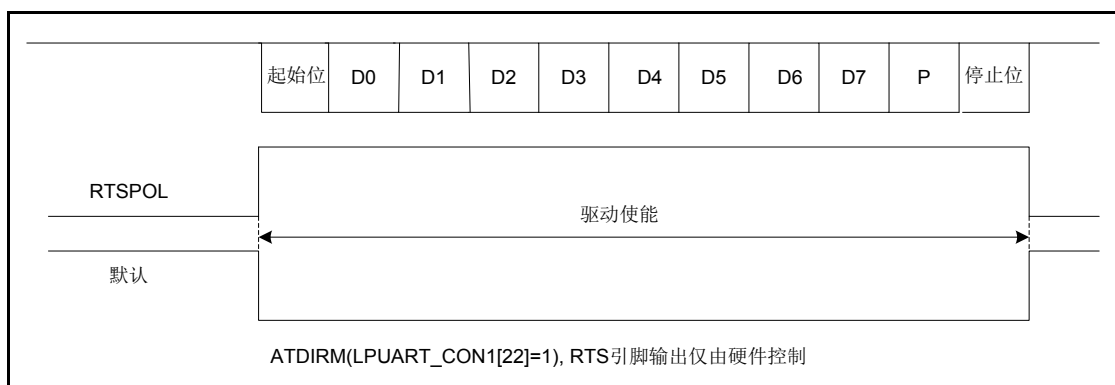 起始位 D0 D1 D2 D3 D4 D5 D6 D7 P 停止位
RTSPOL
驱动使能
默认
ATDIRM(LPUART_CON1[22]=1), RTS引脚输出仅由硬件控制